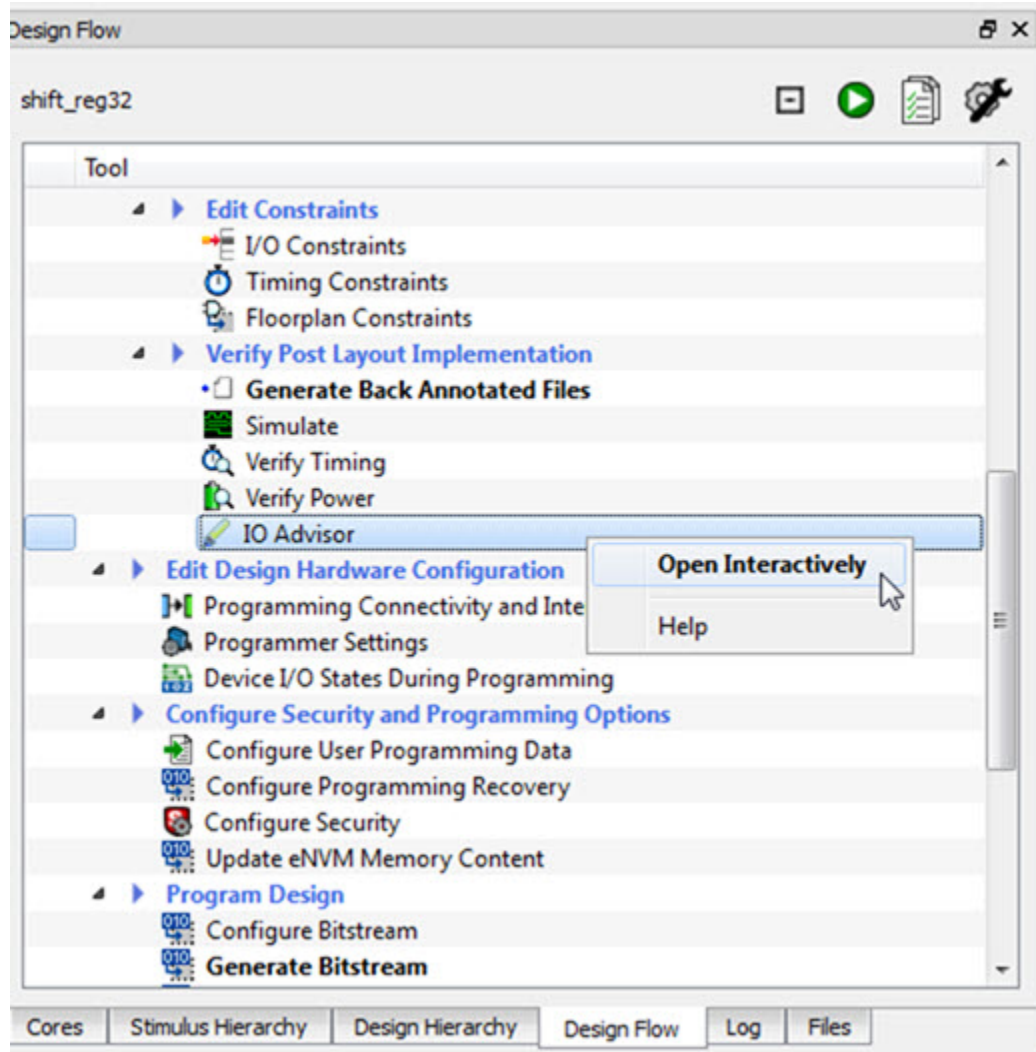 Design Flow
shift_reg32
Tool
Edit Constraints
I/O Constraints
Timing Constraints
Floorplan Constraints
Verify Post Layout Implementation
Generate Back Annotated Files
Simulate
Verify Timing
Verify Power
IO Advisor
Open Interactively
Edit Design Hardware Configuration
Programming Connectivity and Inte
Help
Programmer Settings
Device I/O States During Programming
Configure Security and Programming Options
Configure User Programming Data
Configure Programming Recovery
Configure Security
Update eNVM Memory Content
Program Design
Configure Bitstream
Generate Bitstream
Cores Stimulus Hierarchy Design Hierarchy Design Flow Log Files